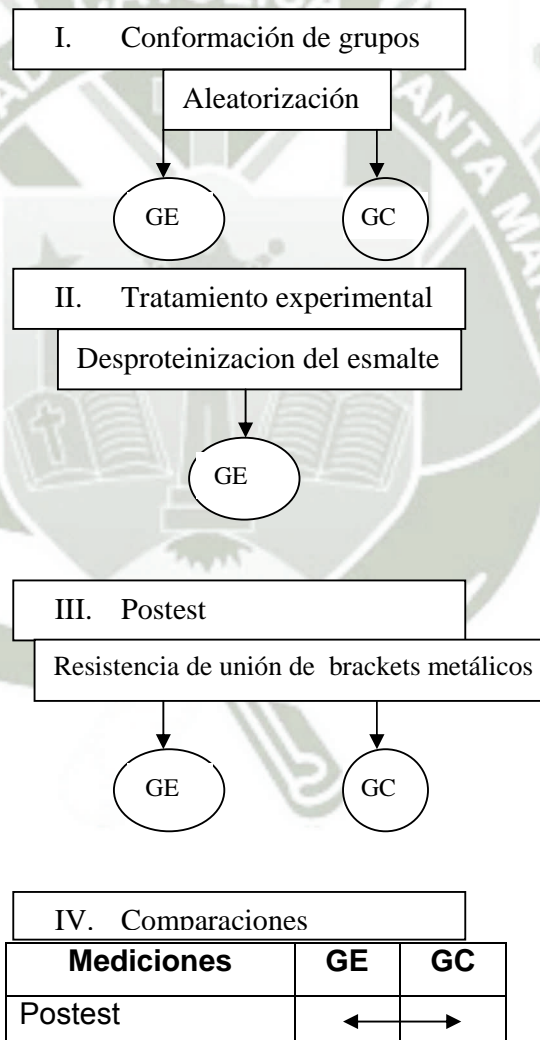 I. Conformación de grupos
Aleatorización
GE GC
II. Tratamiento experimental
Desproteinizacion del esmalte
GE
III. Postest
Resistencia de unión de brackets metálicos
GE GC
IV. Comparaciones
Mediciones GE GC
Postest